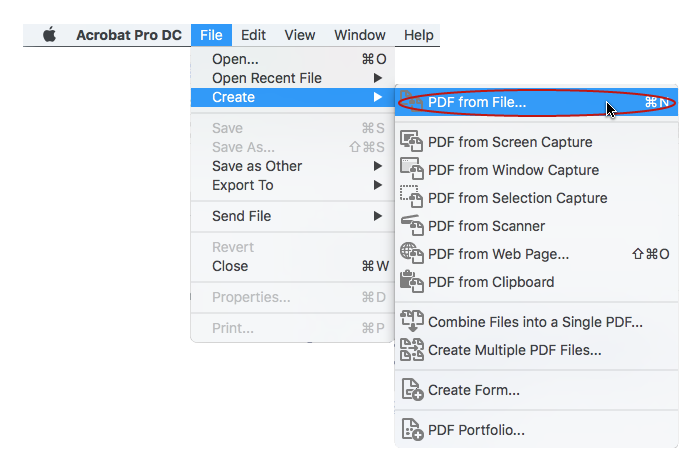 Acrobat Pro DC File Edit View Window Help
Open... ⌘O
Open Recent File
Create
Save ⌘S
Save As... ⇧⌘S
Save as Other
Export To
Send File
Revert
Close ⌘W
Properties... ⌘D
Print... ⌘P
PDF from File... ⌘N
PDF from Screen Capture
PDF from Window Capture
PDF from Selection Capture
PDF from Scanner
PDF from Web Page... ⇧⌘O
PDF from Clipboard
Combine Files into a Single PDF...
Create Multiple PDF Files...
Create Form...
PDF Portfolio...